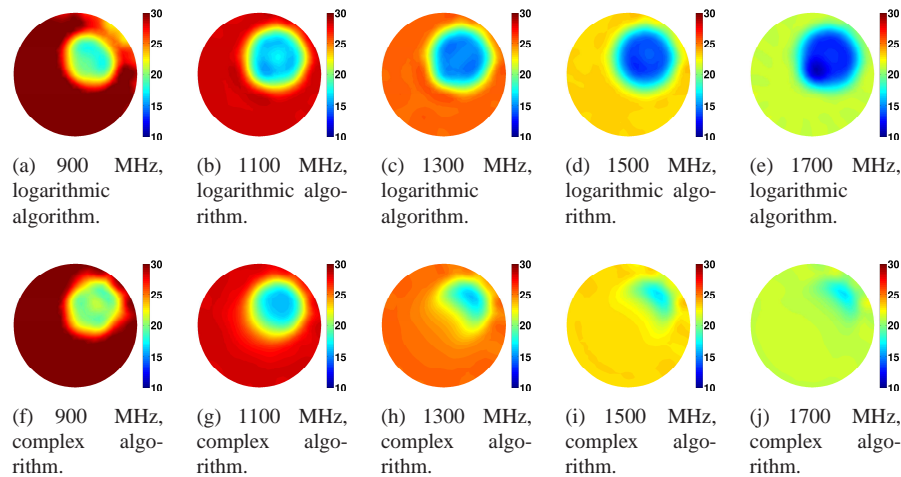 30 30 30 30 30
25 25 25 25 25
20 20 20 20 20
15 15 15 15 15
10 10 10 10 10
(a) 900 MHz,
logarithmic
algorithm.
(b) 1100 MHz,
logarithmic algo-
rithm.
(c) 1300 MHz,
logarithmic
algorithm.
(d) 1500 MHz,
logarithmic algo-
rithm.
(e) 1700 MHz,
logarithmic
algorithm.
30 30 30 30 30
25 25 25 25 25
20 20 20 20 20
15 15 15 15 15
10 10 10 10 10
(f) 900 MHz,
complex algo-
rithm.
(g) 1100 MHz,
complex algo-
rithm.
(h) 1300 MHz,
complex algo-
rithm.
(i) 1500 MHz,
complex algo-
rithm.
(j) 1700 MHz,
complex algo-
rithm.